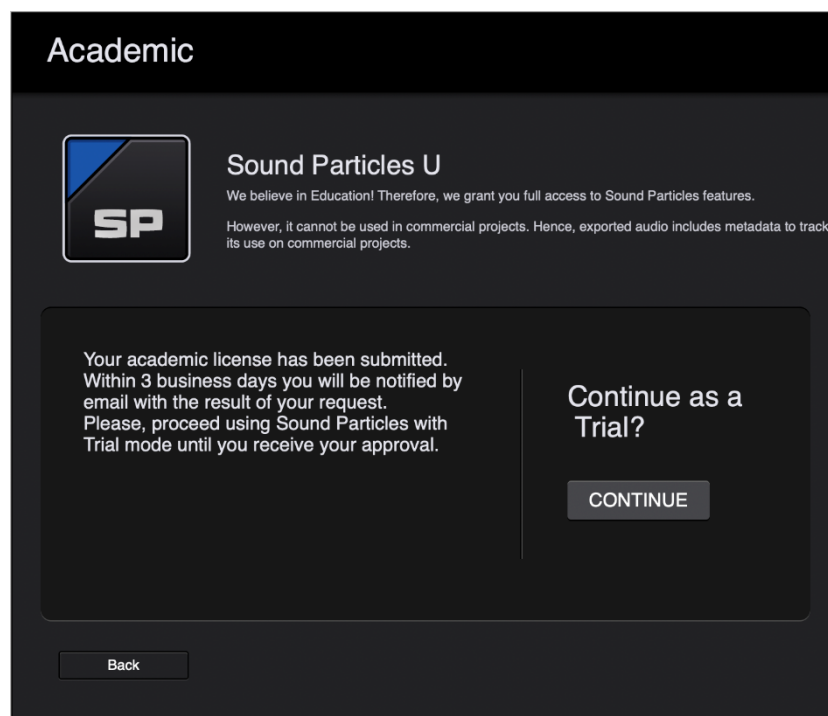 Academic
SP
Sound Particles U
We believe in Education! Therefore, we grant you full access to Sound Particles features.
However, it cannot be used in commercial projects. Hence, exported audio includes metadata to track
its use on commercial projects.
Your academic license has been submitted.
Within 3 business days you will be notified by
email with the result of your request.
Please, proceed using Sound Particles with
Trial mode until you receive your approval.
Continue as a
Trial?
CONTINUE
Back